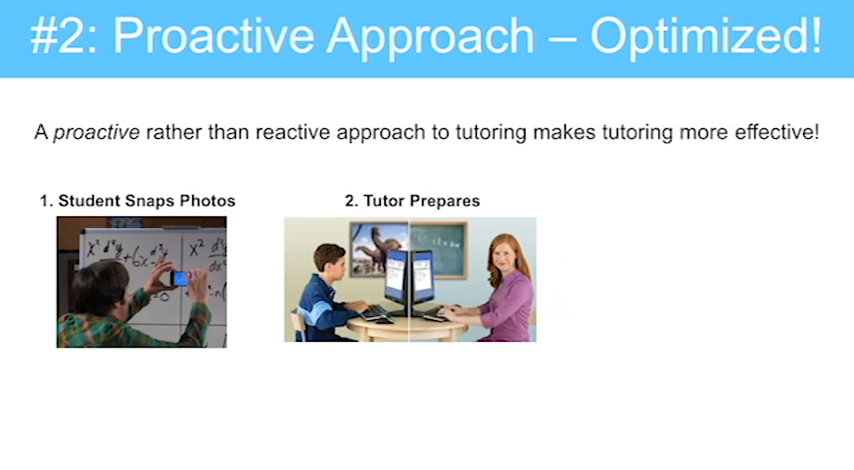 #2: Proactive Approach – Optimized!
A proactive rather than reactive approach to tutoring makes tutoring more effective!
1. Student Snaps Photos
2. Tutor Prepares